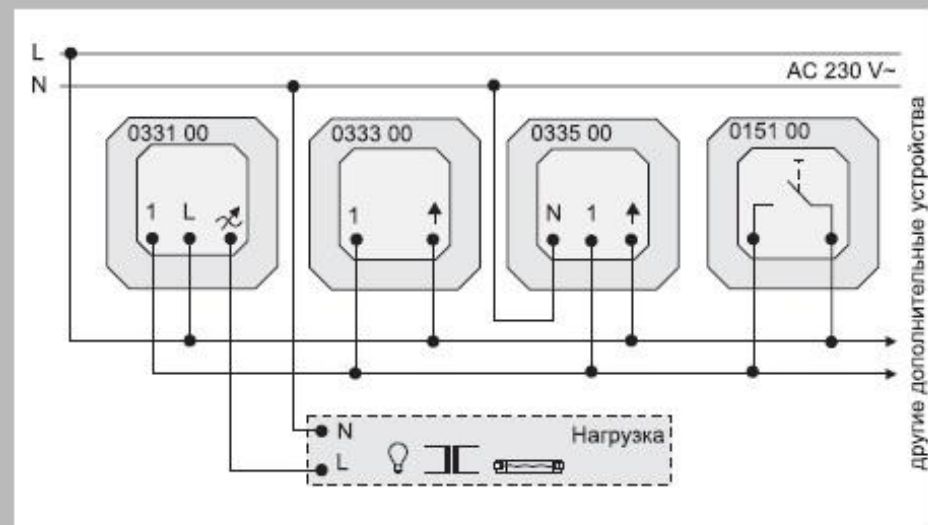 L
N
AC 230 V~
0331 00
0333 00
0335 00
0151 00
1 L
1
N 1
N
L
Нагрузка
другие дополнительные устройства